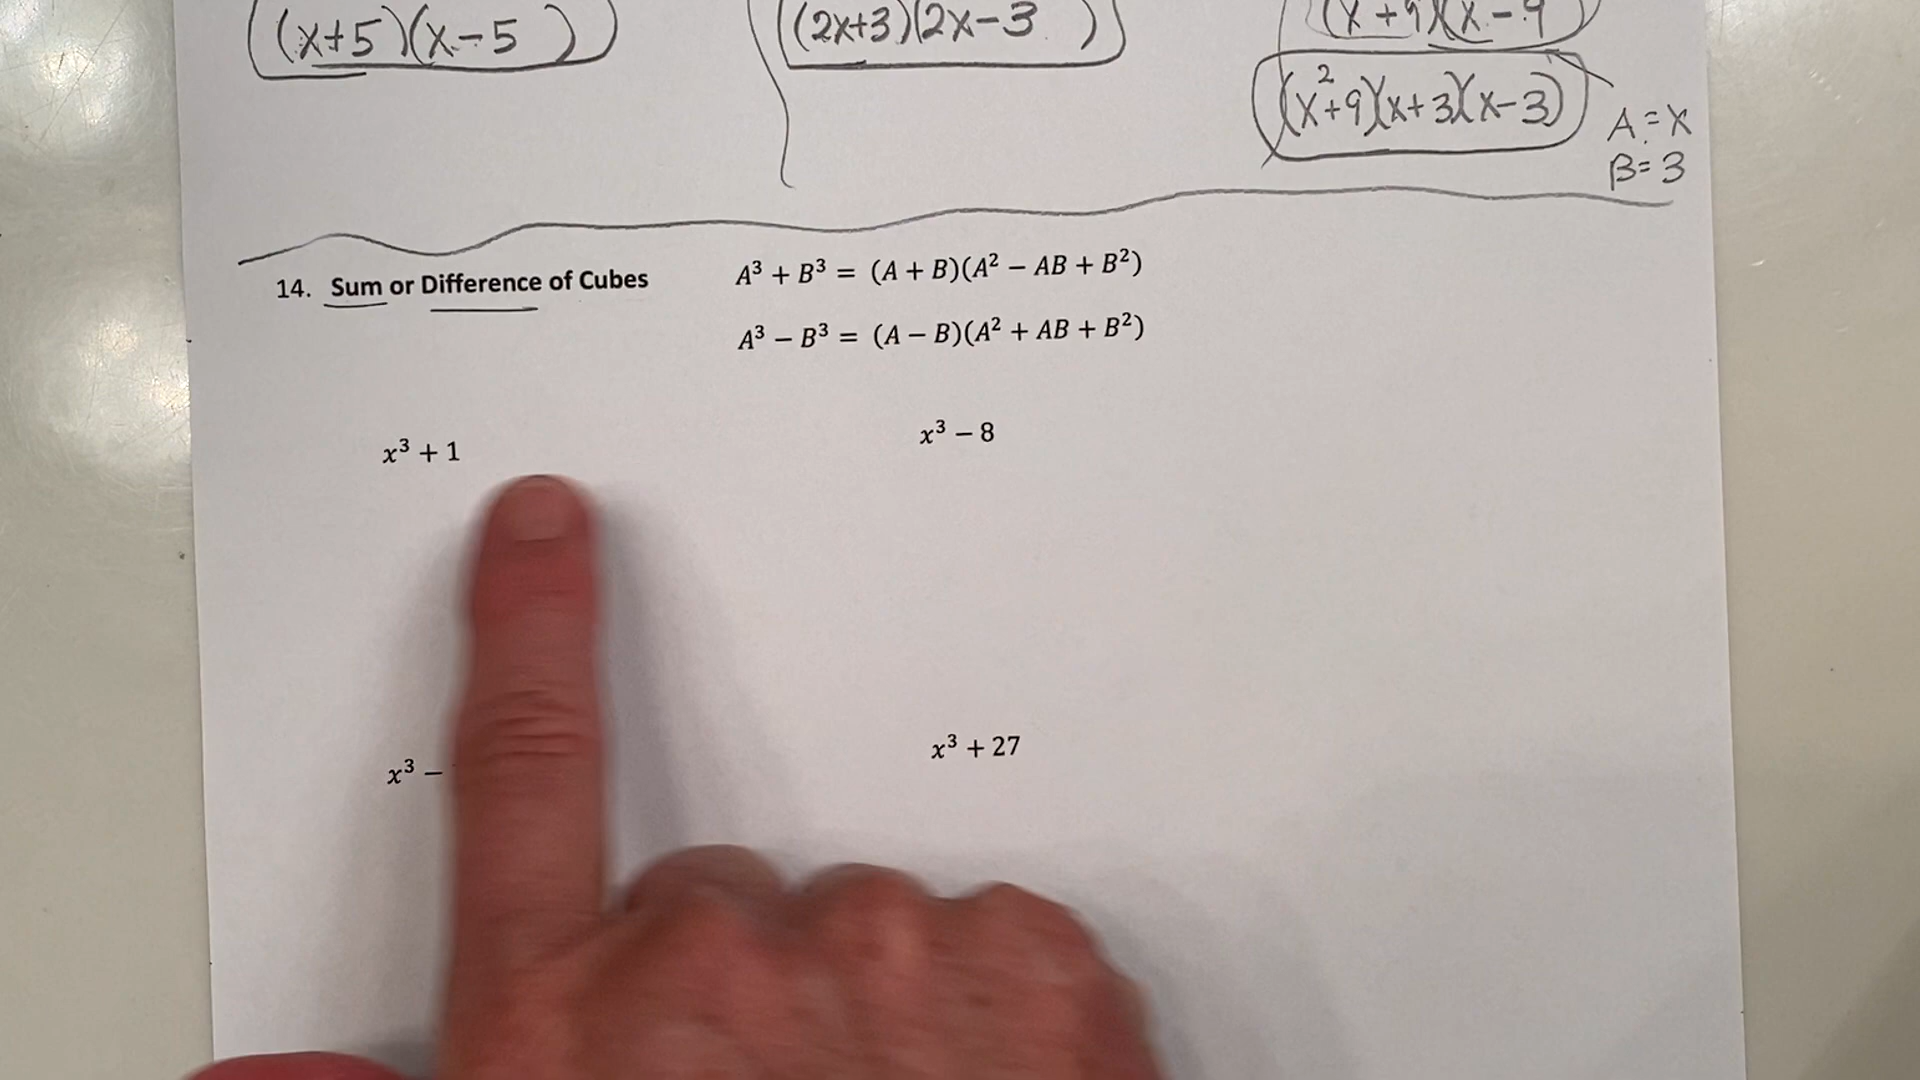 (x+5)(x-5)
(2x+3)(2x-3)
(x²+9)(x+3)(x-3)
A=x
B=3
14. Sum or Difference of Cubes
A³ + B³ = (A + B)(A² − AB + B²)
A³ − B³ = (A − B)(A² + AB + B²)
x³ + 1
x³ − 8
x³ −
x³ + 27